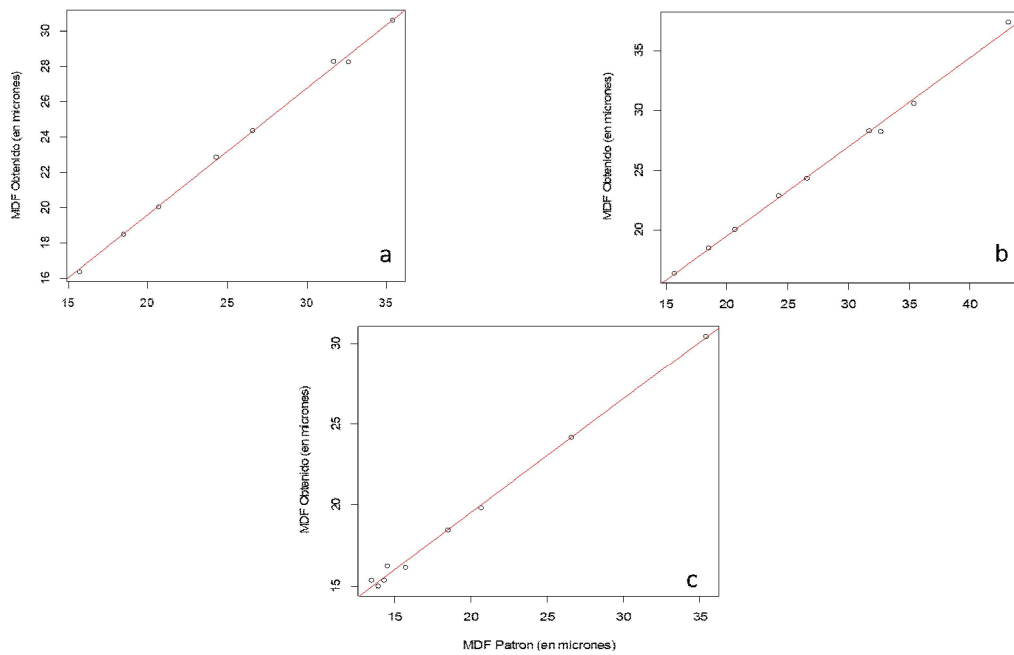 MDF Obtenido (en micrones)
30
28
26
24
22
20
18
16
15 20 25 30 35
a
MDF Obtenido (en micrones)
35
30
25
20
15 20 25 30 35 40
b
MDF Obtenido (en micrones)
30
25
20
15
15 20 25 30 35
c
MDF Patron (en micrones)